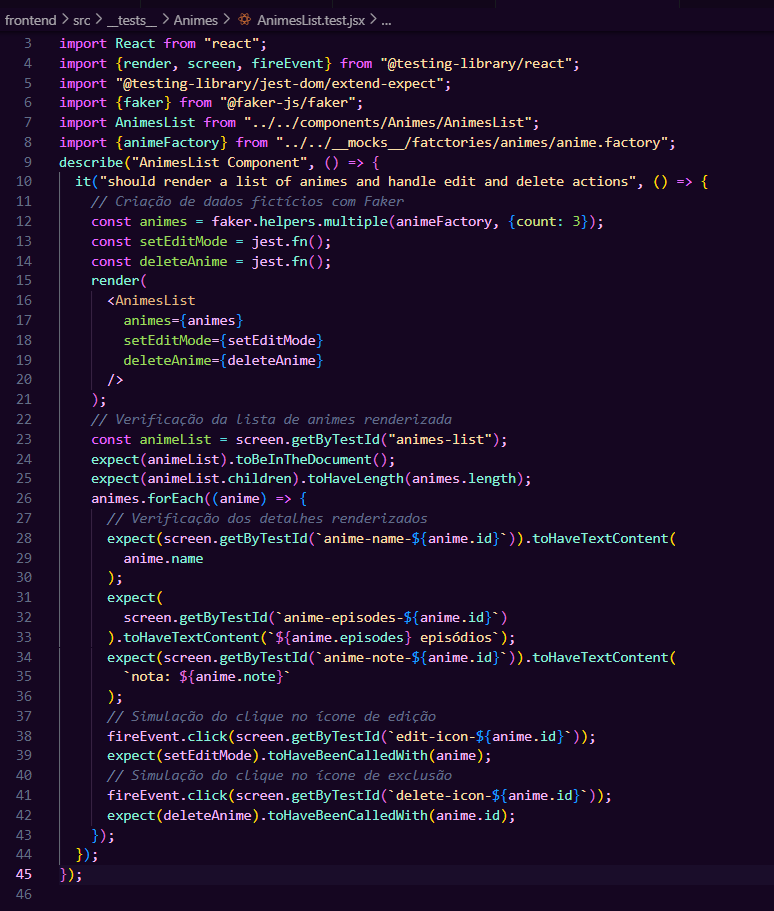 frontend > src > __tests__ > Animes > AnimesList.test.jsx > ...
3 import React from "react";
4 import {render, screen, fireEvent} from "@testing-library/react";
5 import "@testing-library/jest-dom/extend-expect";
6 import {faker} from "@faker-js/faker";
7 import AnimesList from "../../components/Animes/AnimesList";
8 import {animeFactory} from "../../__mocks__/fatctories/animes/anime.factory";
9 describe("AnimesList Component", () => {
10   it("should render a list of animes and handle edit and delete actions", () => {
11     // Criação de dados fictícios com Faker
12     const animes = faker.helpers.multiple(animeFactory, {count: 3});
13     const setEditMode = jest.fn();
14     const deleteAnime = jest.fn();
15     render(
16       <AnimesList
17         animes={animes}
18         setEditMode={setEditMode}
19         deleteAnime={deleteAnime}
20       />
21     );
22     // Verificação da lista de animes renderizada
23     const animeList = screen.getByTestId("animes-list");
24     expect(animeList).toBeInTheDocument();
25     expect(animeList.children).toHaveLength(animes.length);
26     animes.forEach((anime) => {
27       // Verificação dos detalhes renderizados
28       expect(screen.getByTestId(`anime-name-${anime.id}`)).toHaveTextContent(
29         anime.name
30       );
31       expect(
32         screen.getByTestId(`anime-episodes-${anime.id}`)
33       ).toHaveTextContent(`${anime.episodes} episódios`);
34       expect(screen.getByTestId(`anime-note-${anime.id}`)).toHaveTextContent(
35         `nota: ${anime.note}`
36       );
37       // Simulação do clique no ícone de edição
38       fireEvent.click(screen.getByTestId(`edit-icon-${anime.id}`));
39       expect(setEditMode).toHaveBeenCalledWith(anime);
40       // Simulação do clique no ícone de exclusão
41       fireEvent.click(screen.getByTestId(`delete-icon-${anime.id}`));
42       expect(deleteAnime).toHaveBeenCalledWith(anime.id);
43     });
44   });
45 });
46